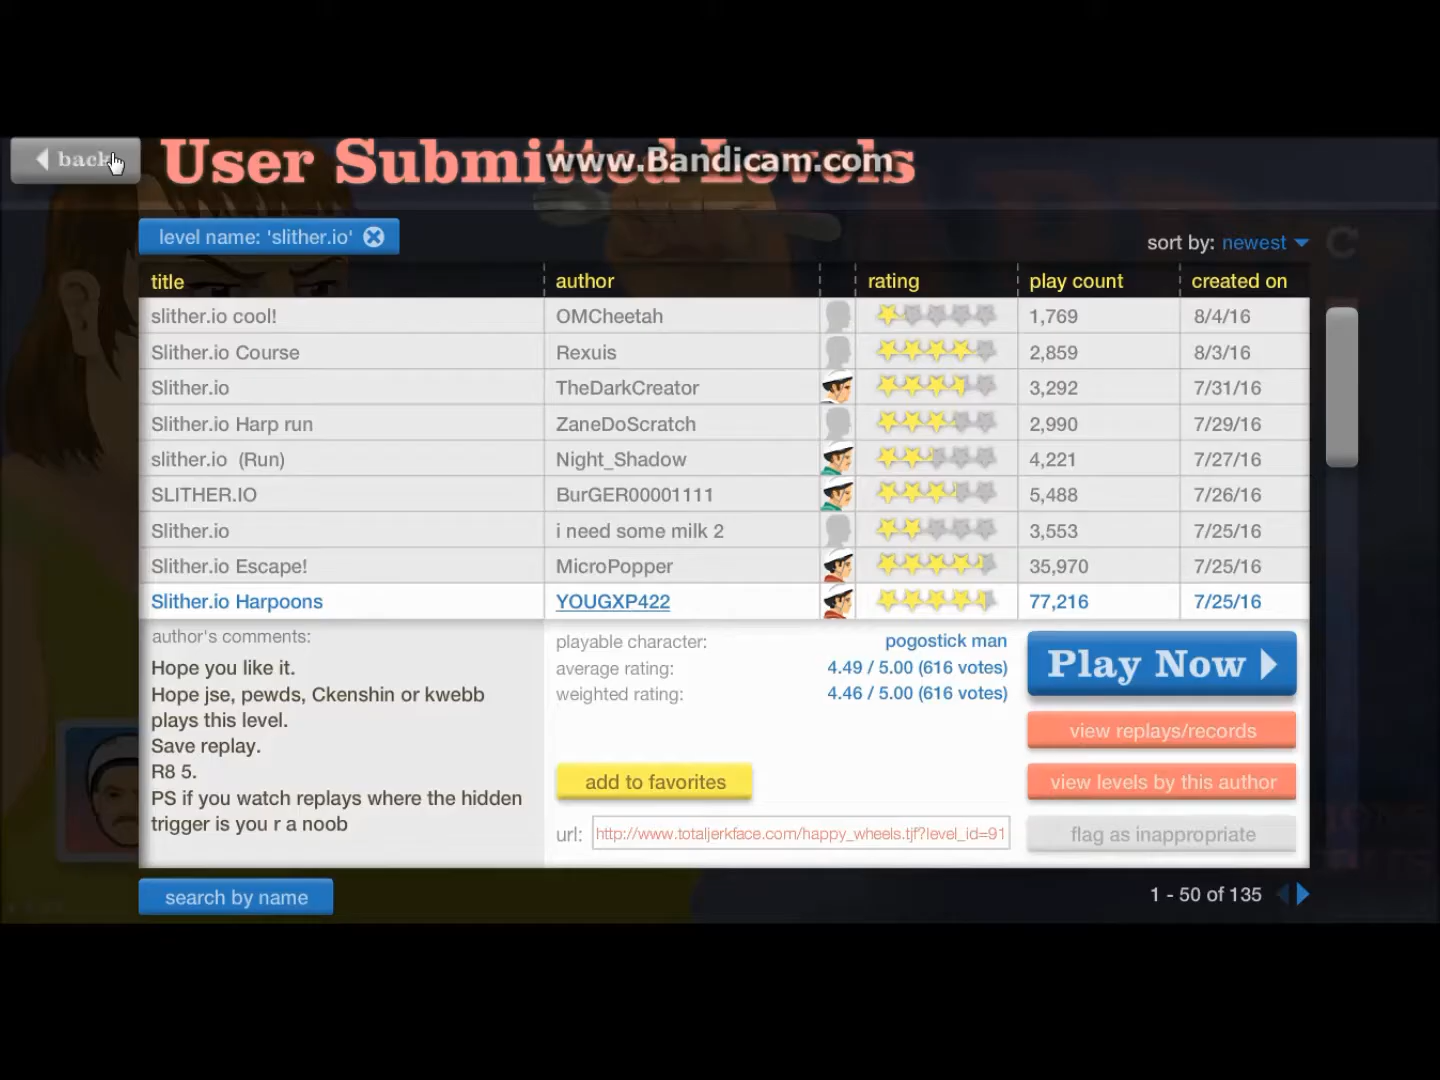 back
User Submitted Levels
www.Bandicam.com
level name: 'slither.io'
sort by: newest
title author rating play count created on
slither.io cool! OMCheetah 1,769 8/4/16
Slither.io Course Rexuis 2,859 8/3/16
Slither.io TheDarkCreator 3,292 7/31/16
Slither.io Harp run ZaneDoScratch 2,990 7/29/16
slither.io (Run) Night_Shadow 4,221 7/27/16
SLITHER.IO BurGER00001111 5,488 7/26/16
Slither.io i need some milk 2 3,553 7/25/16
Slither.io Escape! MicroPopper 35,970 7/25/16
Slither.io Harpoons YOUGXP422 77,216 7/25/16
author's comments:
Hope you like it.
Hope jse, pewds, Ckenshin or kwebb
plays this level.
Save replay.
R8 5.
PS if you watch replays where the hidden
trigger is you r a noob
playable character: pogostick man
average rating: 4.49 / 5.00 (616 votes)
weighted rating: 4.46 / 5.00 (616 votes)
add to favorites
url: http://www.totaljerkface.com/happy_wheels.tjf?level_id=91
Play Now
view replays/records
view levels by this author
flag as inappropriate
search by name
1 - 50 of 135